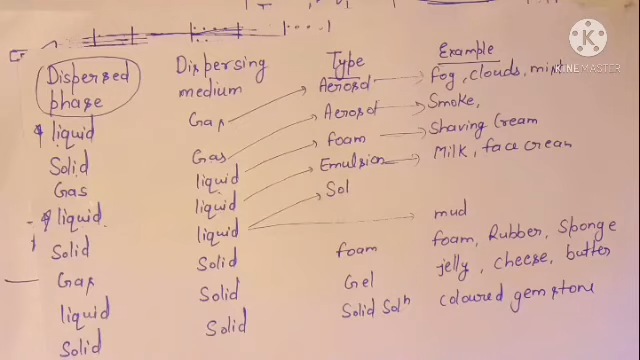 Dispersed phase Dispersing medium Type Example
liquid Gas Aerosol Fog, clouds, mist
Solid Gas Aerosol Smoke,
Gas liquid foam Shaving Cream
liquid liquid Emulsion Milk, face cream
Solid liquid Sol mud
Gas Solid foam foam, Rubber, Sponge
liquid Solid Gel jelly, cheese, butter
Solid Solid Solid Solⁿ coloured gemstone
KINEMASTER